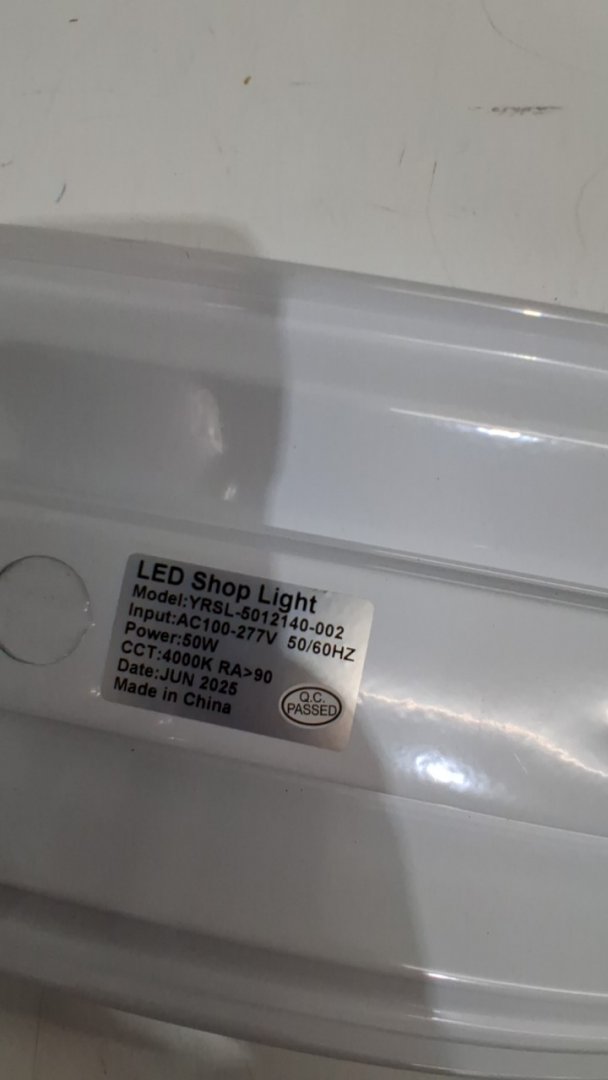 LED Shop Light
Model:YRSL-5012140-002
Input:AC100-277V 50/60HZ
Power:50W
CCT:4000K RA>90
Date:JUN 2025
Made in China
Q.C.
PASSED